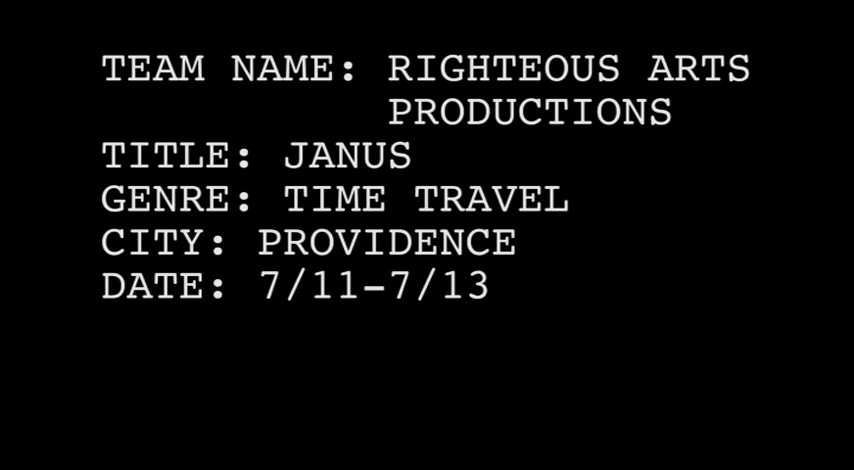 TEAM NAME: RIGHTEOUS ARTS
PRODUCTIONS
TITLE: JANUS
GENRE: TIME TRAVEL
CITY: PROVIDENCE
DATE: 7/11-7/13